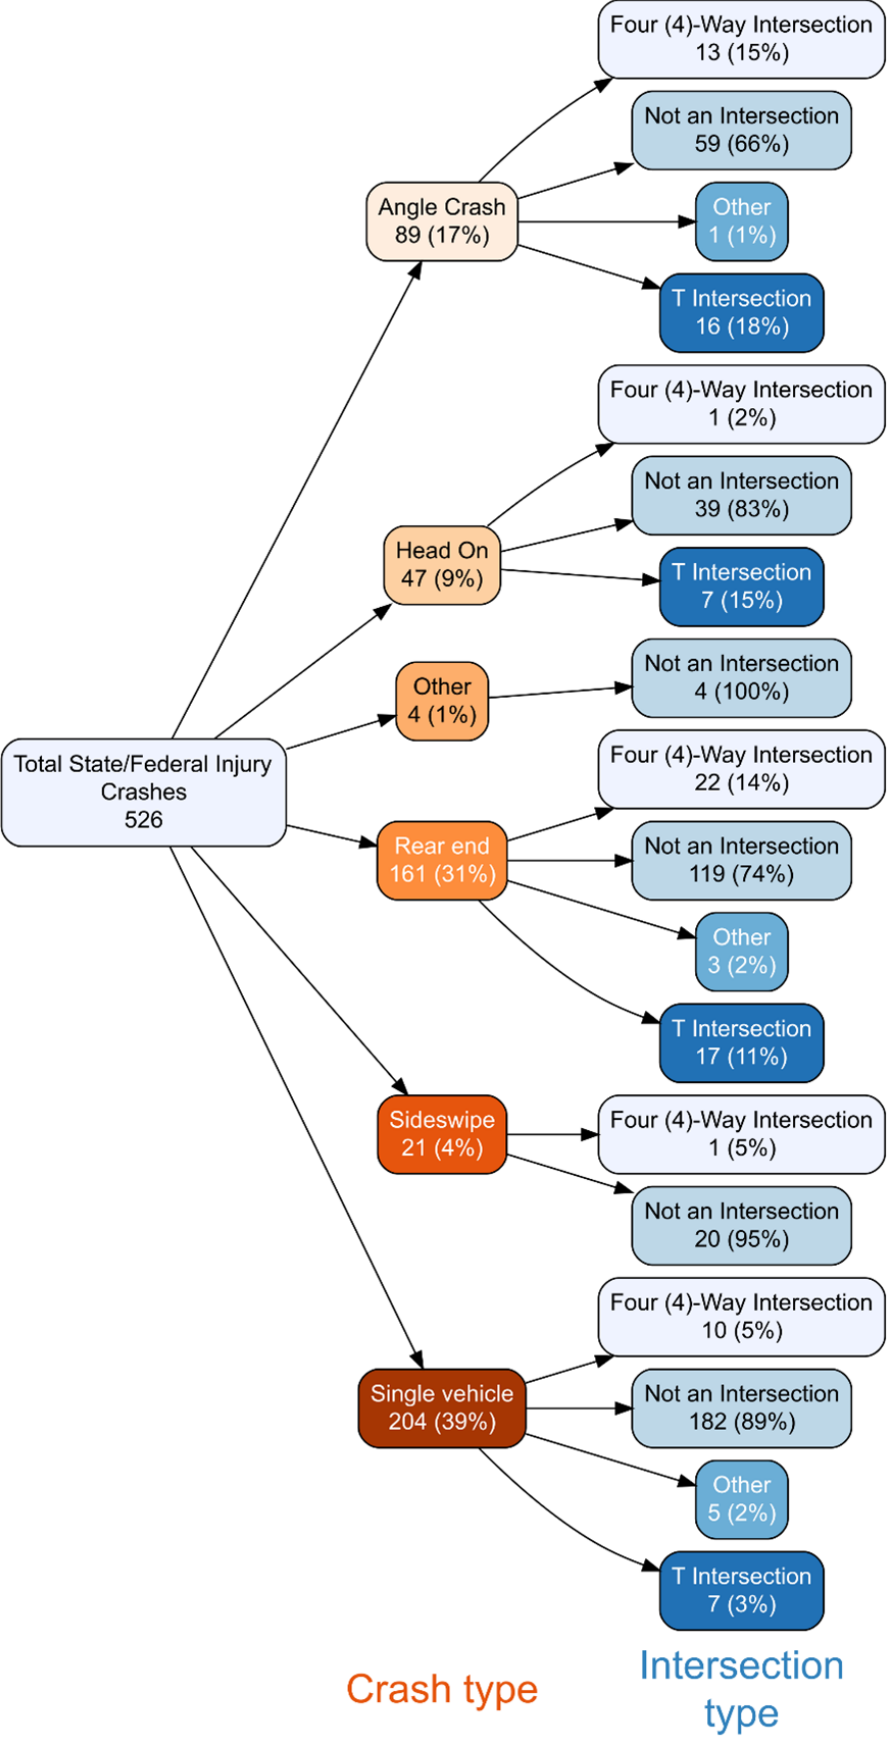 Four (4)-Way Intersection
13 (15%)
Not an Intersection
59 (66%)
Angle Crash
89 (17%)
Other
1 (1%)
T Intersection
16 (18%)
Four (4)-Way Intersection
1 (2%)
Not an Intersection
39 (83%)
Head On
47 (9%)
T Intersection
7 (15%)
Other
4 (1%)
Not an Intersection
4 (100%)
Total State/Federal Injury
Crashes
526
Four (4)-Way Intersection
22 (14%)
Rear end
161 (31%)
Not an Intersection
119 (74%)
Other
3 (2%)
T Intersection
17 (11%)
Sideswipe
21 (4%)
Four (4)-Way Intersection
1 (5%)
Not an Intersection
20 (95%)
Four (4)-Way Intersection
10 (5%)
Single vehicle
204 (39%)
Not an Intersection
182 (89%)
Other
5 (2%)
T Intersection
7 (3%)
Crash type
Intersection
type